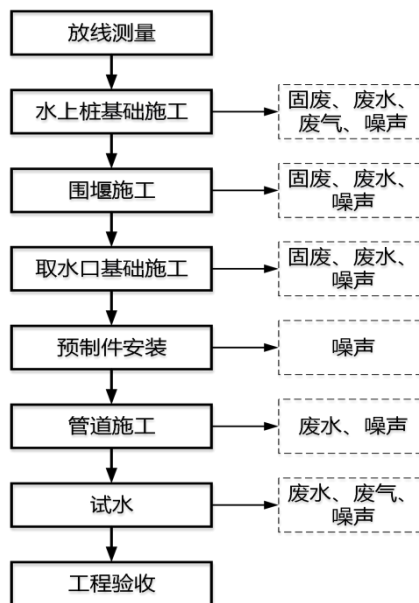 放线测量
水上桩基础施工
固废、废水、
废气、噪声
围堰施工
固废、废水、
噪声
取水口基础施工
固废、废水、
噪声
预制件安装
噪声
管道施工
废水、噪声
试水
废水、废气、
噪声
工程验收